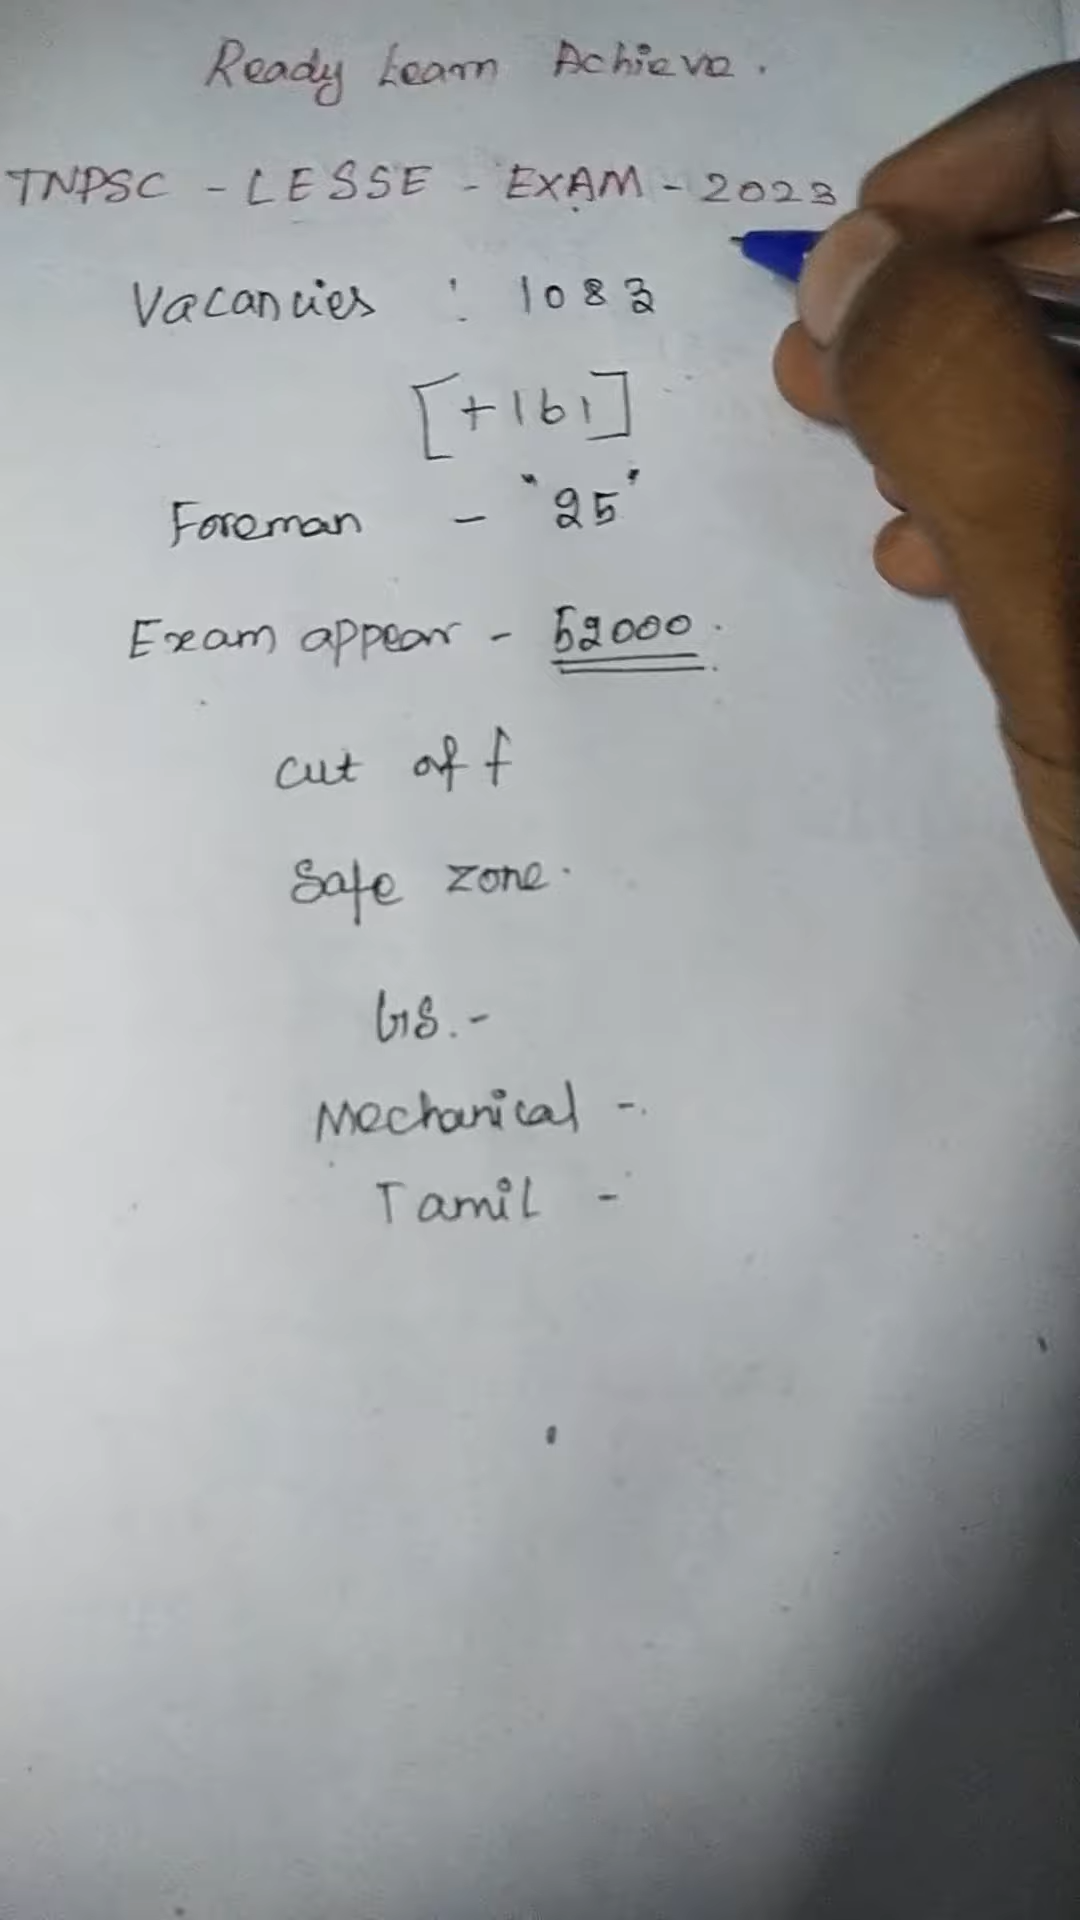 Ready Learn Achieve.
TNPSC - LESSE - EXAM - 2023
Vacancies : 1083
[+161]
Foreman - "25"
Exam appear - 52000.
cut off
Safe zone.
GS. -
Mechanical -.
Tamil -